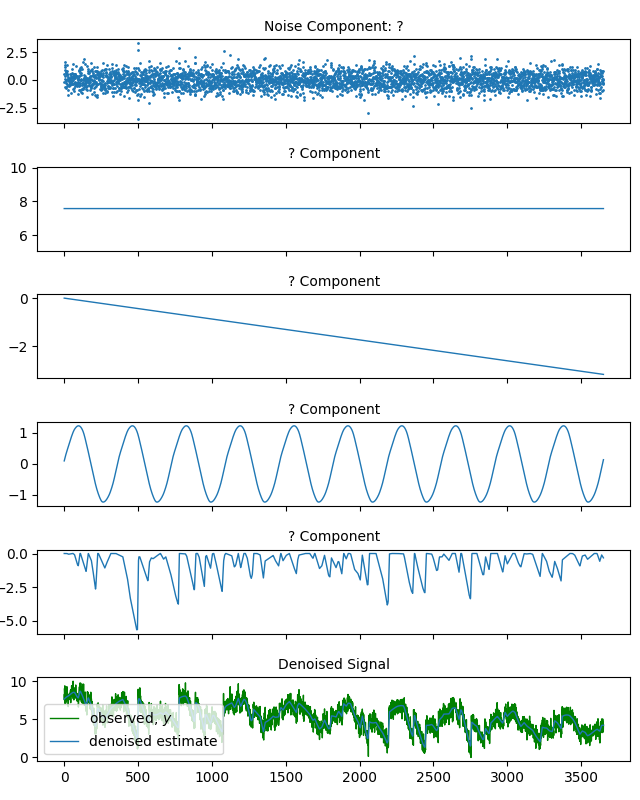 Noise Component: ?
2.5
0.0
−2.5
? Component
10
8
6
? Component
0
−2
? Component
1
0
−1
? Component
0.0
−2.5
−5.0
Denoised Signal
10
5
0
observed, y
denoised estimate
0 500 1000 1500 2000 2500 3000 3500